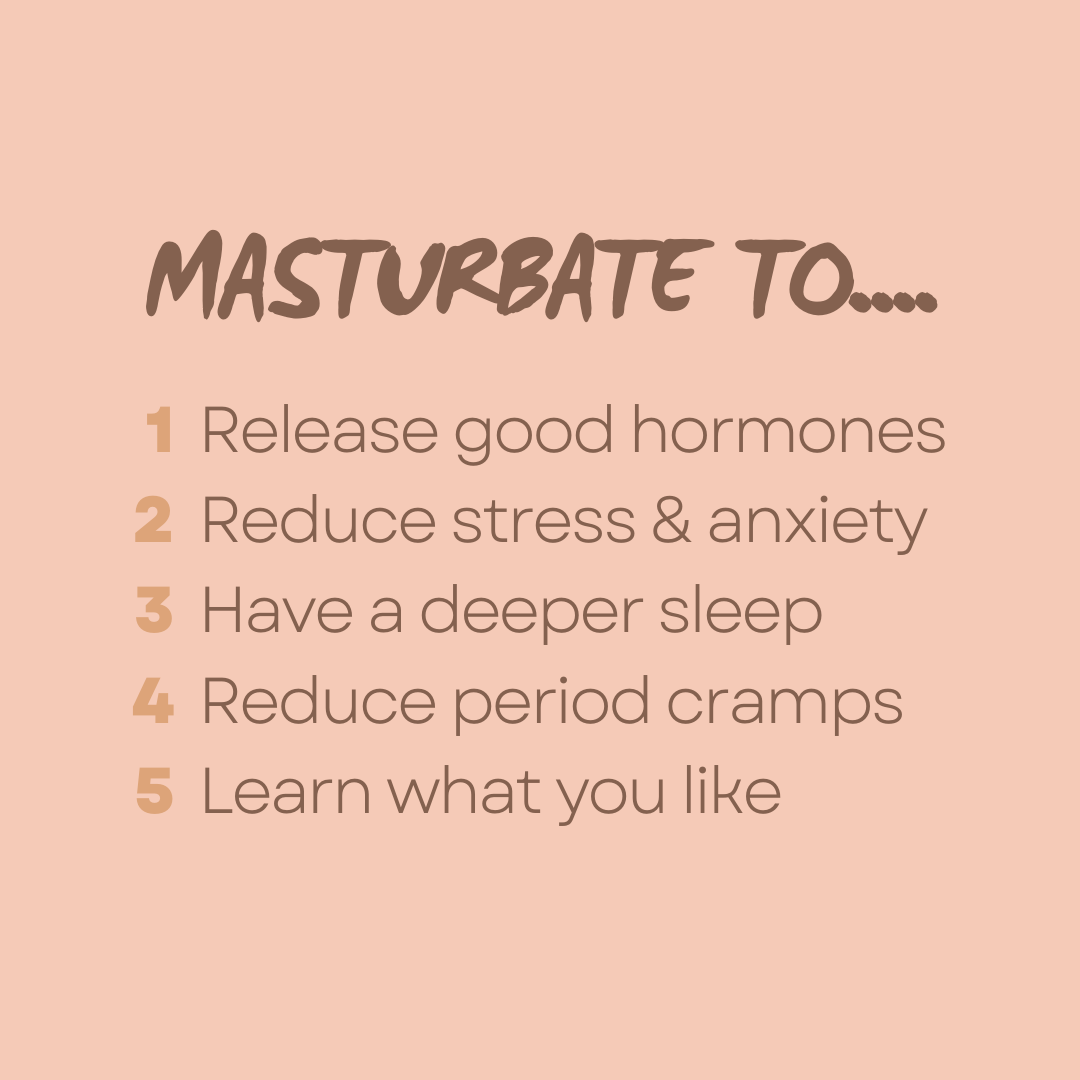 MASTURBATE TO....
1 Release good hormones
2 Reduce stress & anxiety
3 Have a deeper sleep
4 Reduce period cramps
5 Learn what you like